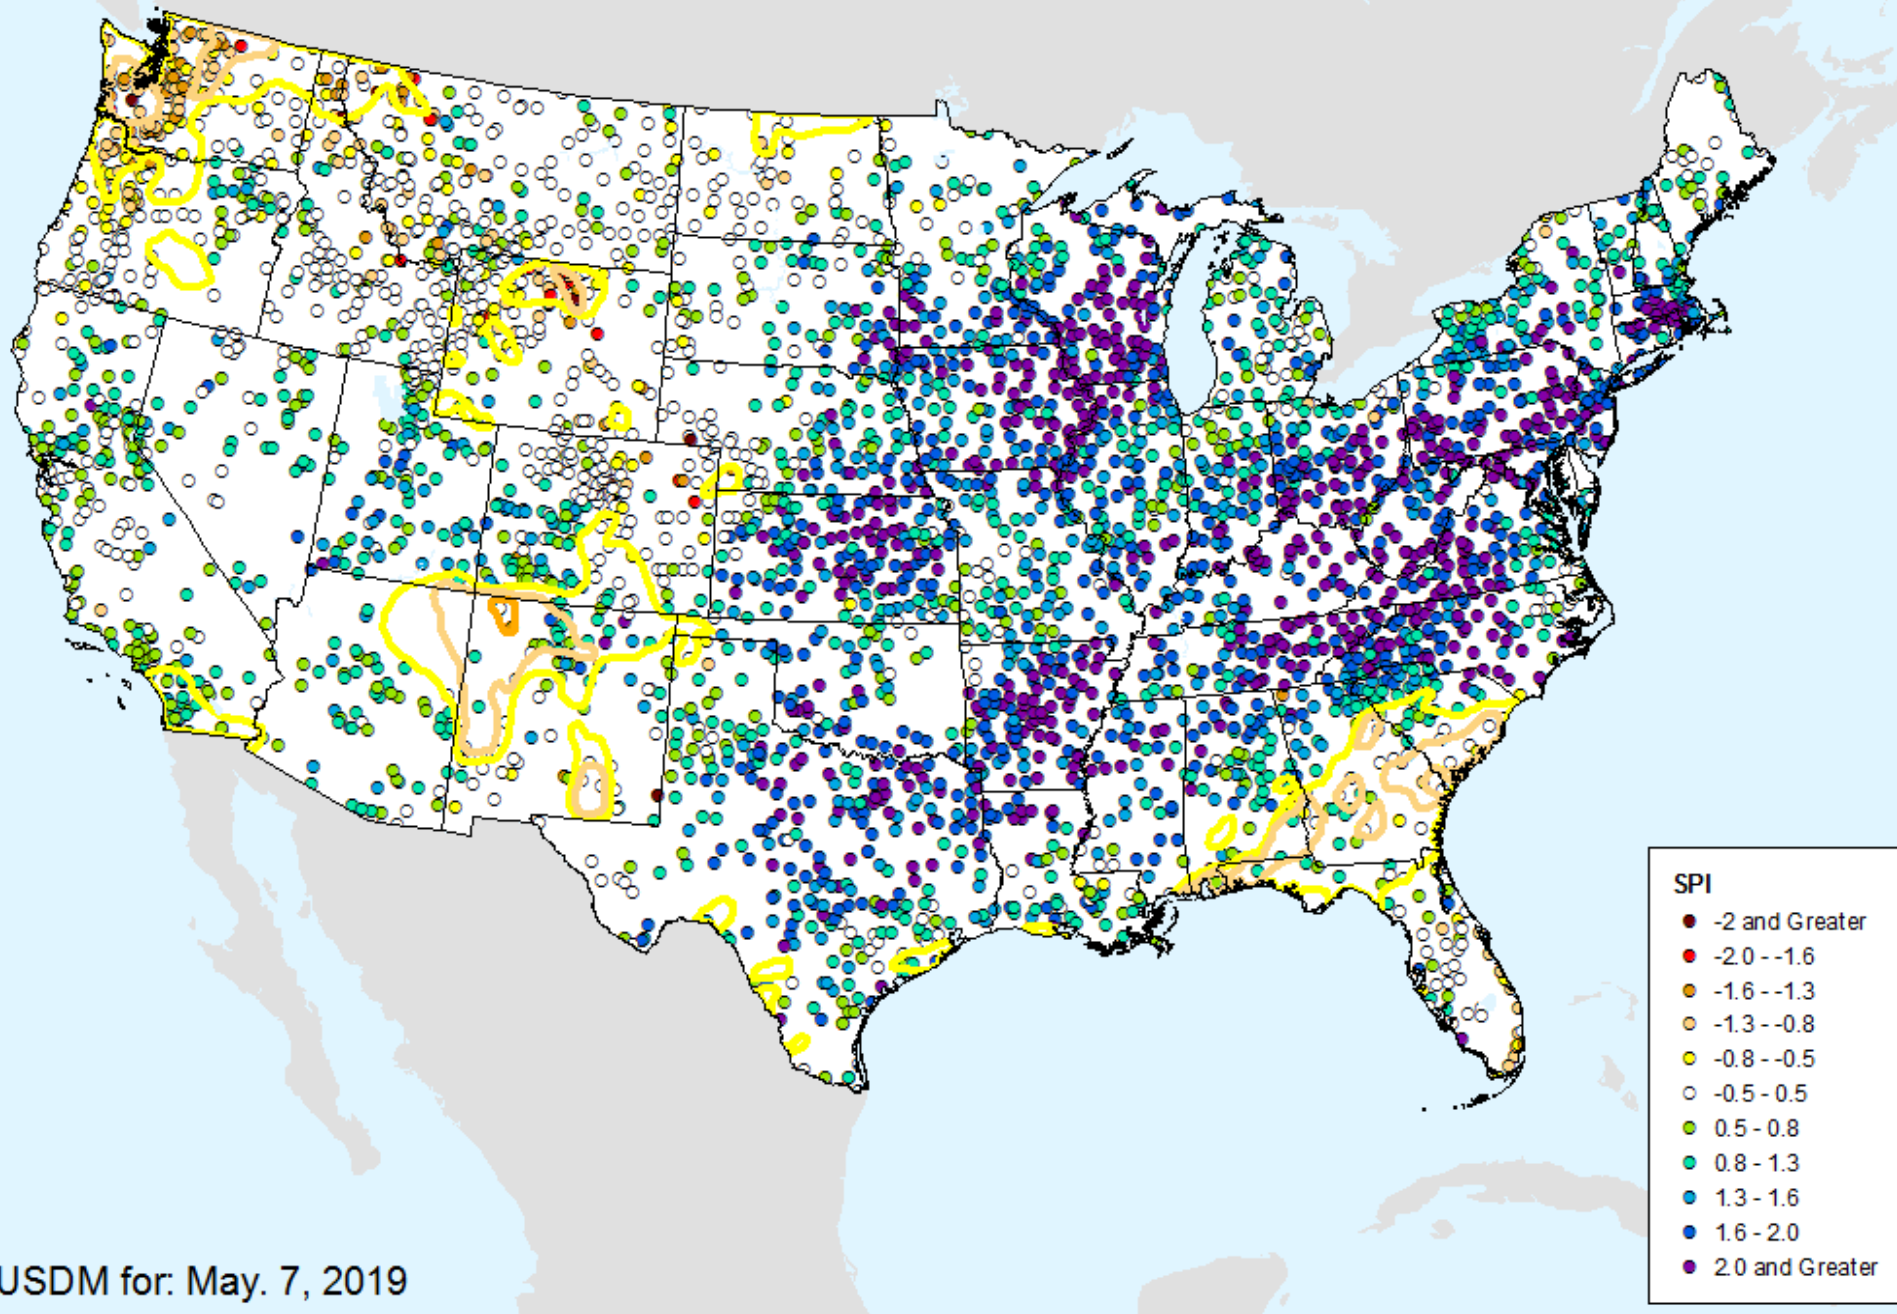 SPI
-2 and Greater
-2.0 - -1.6
-1.6 - -1.3
-1.3 - -0.8
-0.8 - -0.5
-0.5 - 0.5
0.5 - 0.8
0.8 - 1.3
1.3 - 1.6
1.6 - 2.0
2.0 and Greater
USDM for: May. 7, 2019